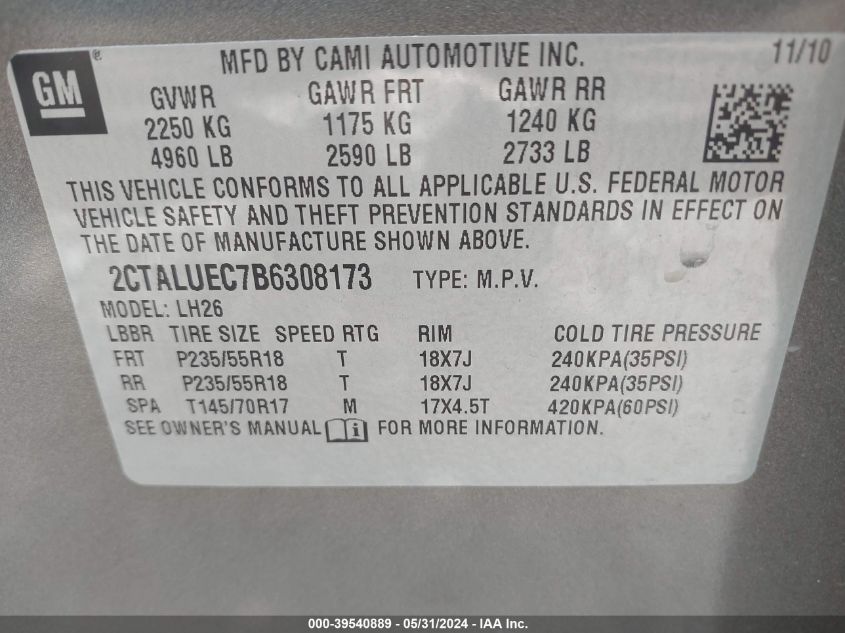 GM ®
MFD BY CAMI AUTOMOTIVE INC. 11/10
GVWR GAWR FRT GAWR RR
2250 KG 1175 KG 1240 KG
4960 LB 2590 LB 2733 LB
THIS VEHICLE CONFORMS TO ALL APPLICABLE U.S. FEDERAL MOTOR
VEHICLE SAFETY AND THEFT PREVENTION STANDARDS IN EFFECT ON
THE DATE OF MANUFACTURE SHOWN ABOVE.
2CTALUEC7B6308173 TYPE: M.P.V.
MODEL: LH26
LBBR TIRE SIZE SPEED RTG RIM COLD TIRE PRESSURE
FRT P235/55R18 T 18X7J 240KPA(35PSI)
RR P235/55R18 T 18X7J 240KPA(35PSI)
SPA T145/70R17 M 17X4.5T 420KPA(60PSI)
SEE OWNER'S MANUAL i FOR MORE INFORMATION.
000-39540889 - 05/31/2024 - IAA Inc.